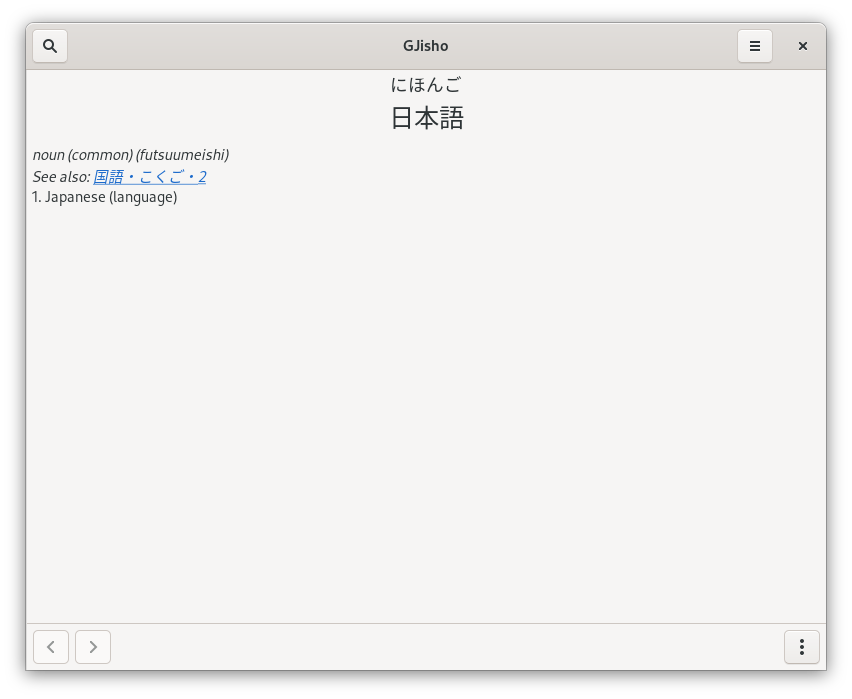 GJisho
にほんご
日本語
noun (common) (futsuumeishi)
See also: 国語・こくご・2
1. Japanese (language)